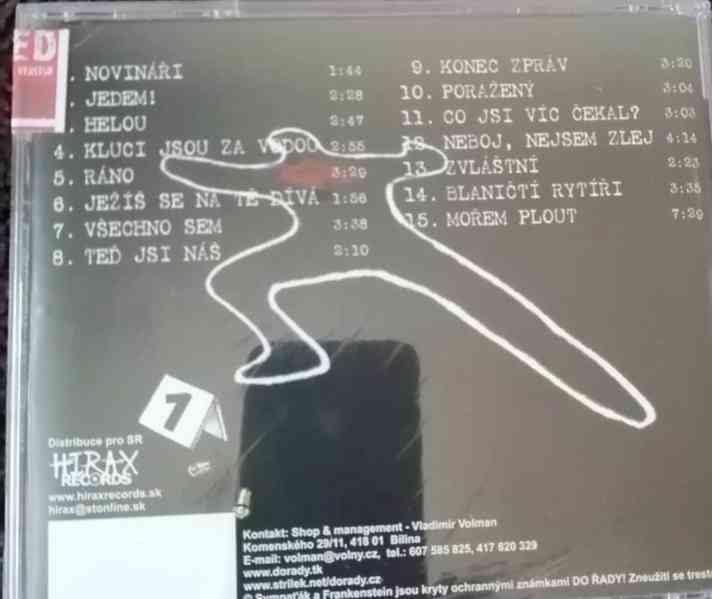 ED
. NOVINÁŘI 1:44
. JEDEM! 2:28
. HELOU 2:47
4. KLUCI JSOU ZA VODOU 2:55
5. RÁNO 3:29
6. JEŽÍŠ SE NA TĚ DÍVÁ 1:56
7. VŠECHNO SEM 3:38
8. TEĎ JSI NÁŠ 2:10
9. KONEC ZPRÁV 3:20
10. PORAŽENÝ 3:04
11. CO JSI VÍC ČEKAL? 3:03
12. NEBOJ, NEJSEM ZLEJ 4:14
13. ZVLÁŠTNÍ 2:23
14. BLANIČTÍ RYTÍŘI 3:35
15. MOŘEM PLOUT 7:29
1
Distribuce pro SR
HIRAX
RECORDS
www.hiraxrecords.sk
hirax@stonline.sk
Kontakt: Shop & management - Vladimír Volman
Komenského 29/11, 418 01 Bílina
E-mail: volman@volny.cz, tel.: 607 585 825, 417 820 329
www.dorady.tk
www.strilek.net/dorady.cz
© Sympaťák a Frankenstein jsou kryty ochrannými známkami DO ŘADY! Zneužití se trest